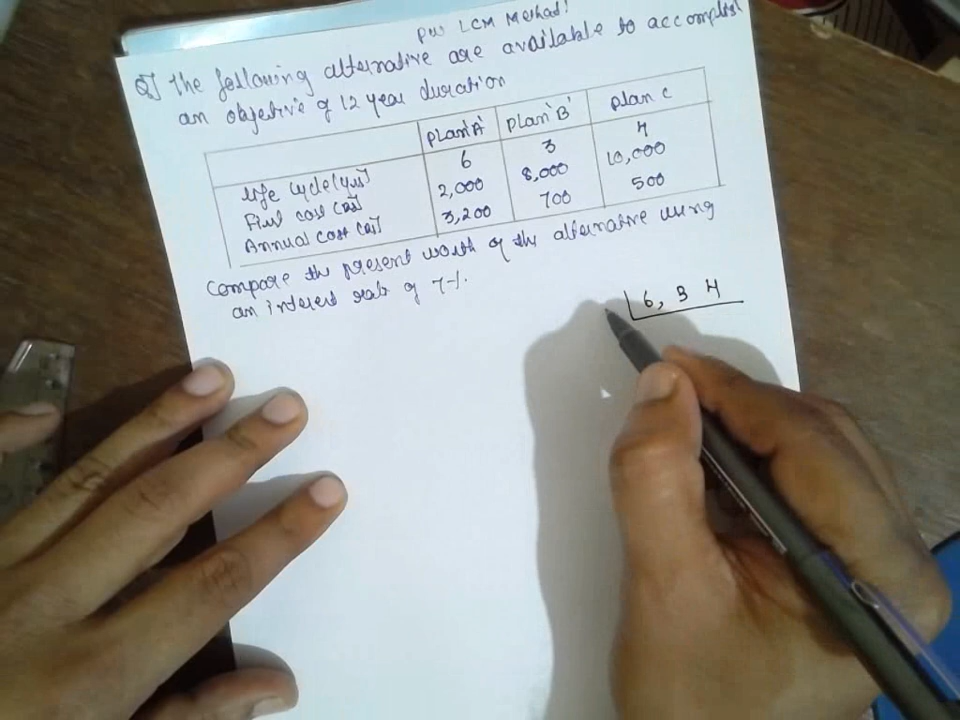 PW LCM Method!
Q] The following alternative are available to accomplish
an objective of 12 year duration
plan 'A' plan 'B' plan C
Life cycle (yrs) 6 3 4
First cost (Rs) 2,000 8,000 10,000
Annual cost (Rs) 3,200 700 500
compare the present worth of the alternative using
an interest rate of 7%.
6, 3 4